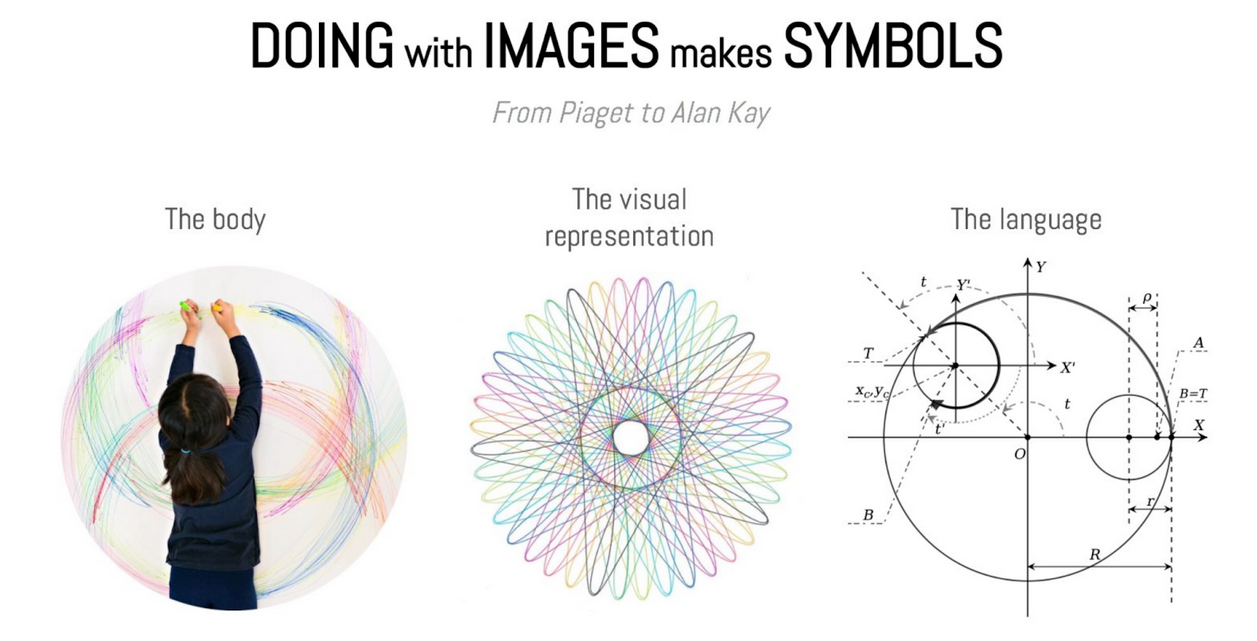 DOING with IMAGES makes SYMBOLS
From Piaget to Alan Kay
The body
The visual
representation
The language
Y
t
Y'
ρ
T
X'
A
x_c,y_c
B=T
t
t'
X
O
B
r
R